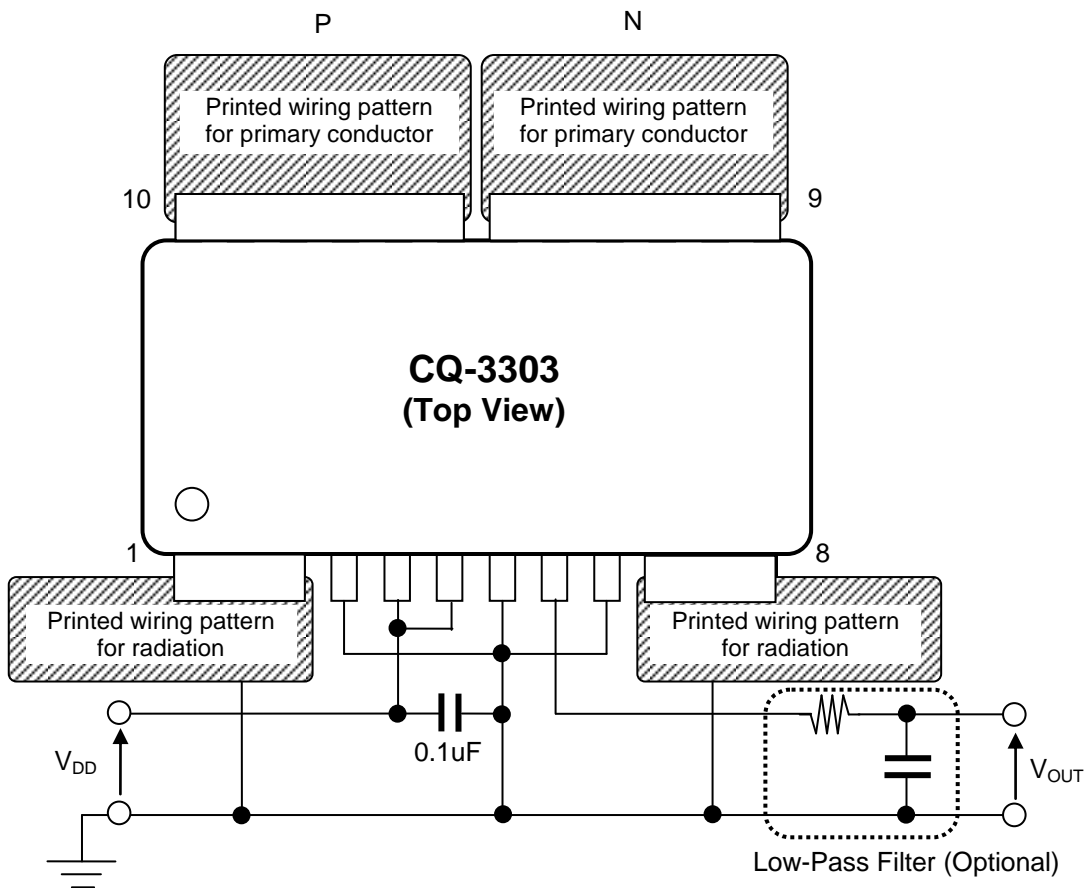 P
N
Printed wiring pattern
for primary conductor
Printed wiring pattern
for primary conductor
10
9
CQ-3303
(Top View)
1
8
Printed wiring pattern
for radiation
Printed wiring pattern
for radiation
0.1uF
VDD
VOUT
Low-Pass Filter (Optional)